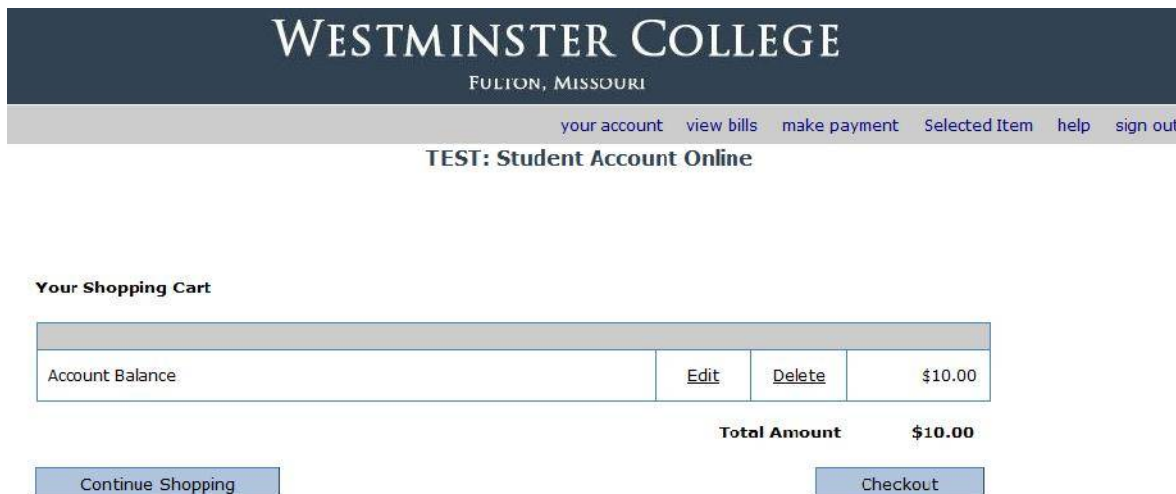 WESTMINSTER COLLEGE
FULTON, MISSOURI
your account view bills make payment Selected Item help sign out
TEST: Student Account Online
Your Shopping Cart
Account Balance Edit Delete $10.00
Total Amount $10.00
Continue Shopping Checkout